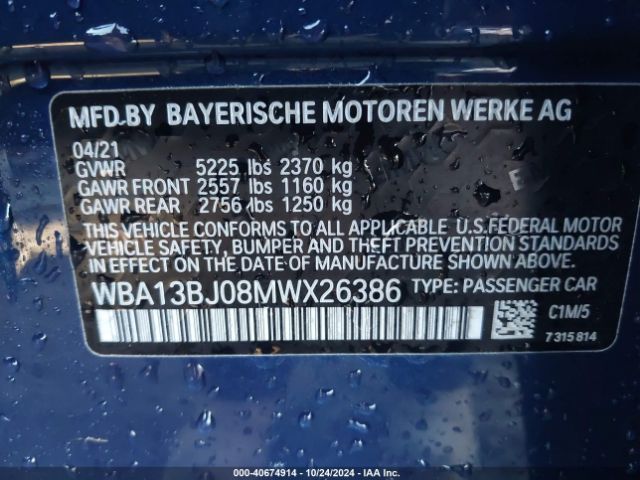 MFD.BY BAYERISCHE MOTOREN WERKE AG
04/21
GVWR 5225 lbs 2370 kg
GAWR FRONT 2557 lbs 1160 kg
GAWR REAR 2756 lbs 1250 kg
THIS VEHICLE CONFORMS TO ALL APPLICABLE U.S.FEDERAL MOTOR
VEHICLE SAFETY, BUMPER AND THEFT PREVENTION STANDARDS
IN EFFECT ON THE DATE OF MANUFACTURE SHOWN ABOVE.
WBA13BJ08MWX26386 TYPE: PASSENGER CAR
C1M/5
7315814
000-40674914 | 10/24/2024 - IAA Inc.